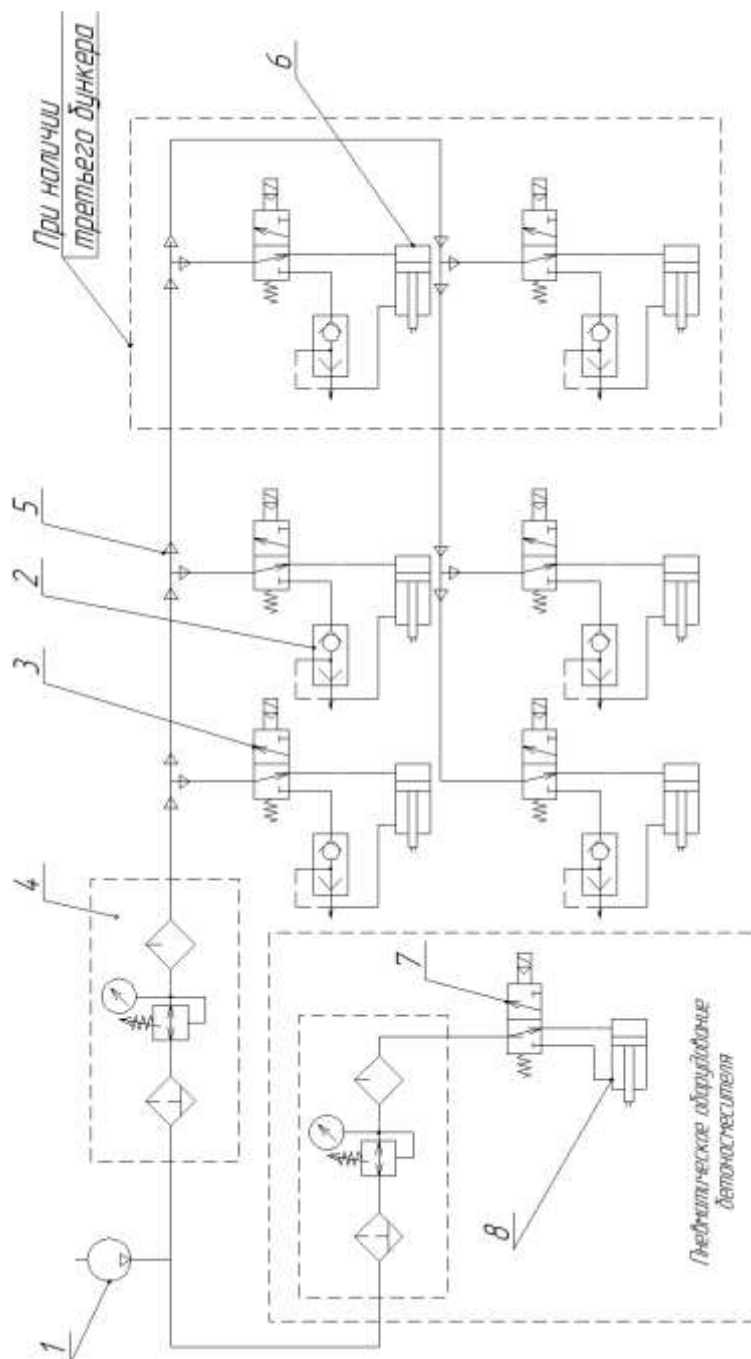 При наличии
третьего бункера
1
4
3
2
5
6
7
8
Пневматическое оборудование
бетоносмесителя